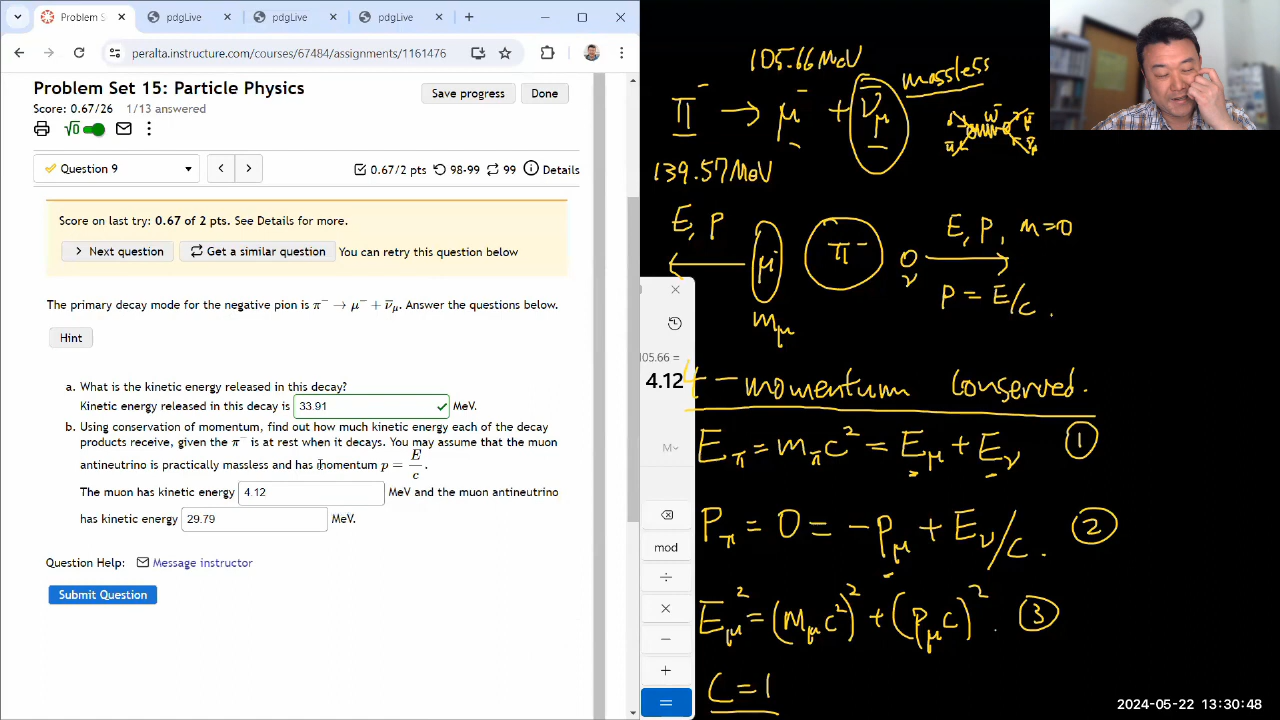 Problem S
pdgLive
pdgLive
pdgLive
peralta.instructure.com/courses/67484/assignments/1161475
Problem Set 15: Particle Physics
Score: 0.67/26 1/13 answered
Save progress
Done
√0
Question 9
0.67/2 pts
98-99
99
Details
Score on last try: 0.67 of 2 pts. See Details for more.
> Next question
Get a similar question
You can retry this question below
The primary decay mode for the negative pion is π⁻ → μ⁻ + ν̅μ. Answer the questions below.
Hint
a. What is the kinetic energy released in this decay?
Kinetic energy released in this decay is 33.91 MeV.
b. Using conservation of momentum, find out how much kinetic energy each of the decay
products receive, given the π⁻ is at rest when it decays. You may assume that the muon
antineutrino is practically massless and has momentum p = E/c.
The muon has kinetic energy 4.12 MeV and the muon antineutrino
has kinetic energy 29.79 MeV.
Question Help: Message instructor
Submit Question
105.66 =
4.12
M
mod
÷
×
−
+
=
105.66 MeV
massless
π⁻ → μ⁻ + ν̅μ
W⁻
139.57 MeV
E, P
μ⁻
π⁻
ν
E, P, m=0
P = E/c.
mμ
4-momentum conserved.
Eπ = mπc² = Eμ + Eν ①
Pπ = 0 = −pμ + Eν/c. ②
Eμ² = (mμc²)² + (pμc)². ③
C=1
2024-05-22 13:30:48